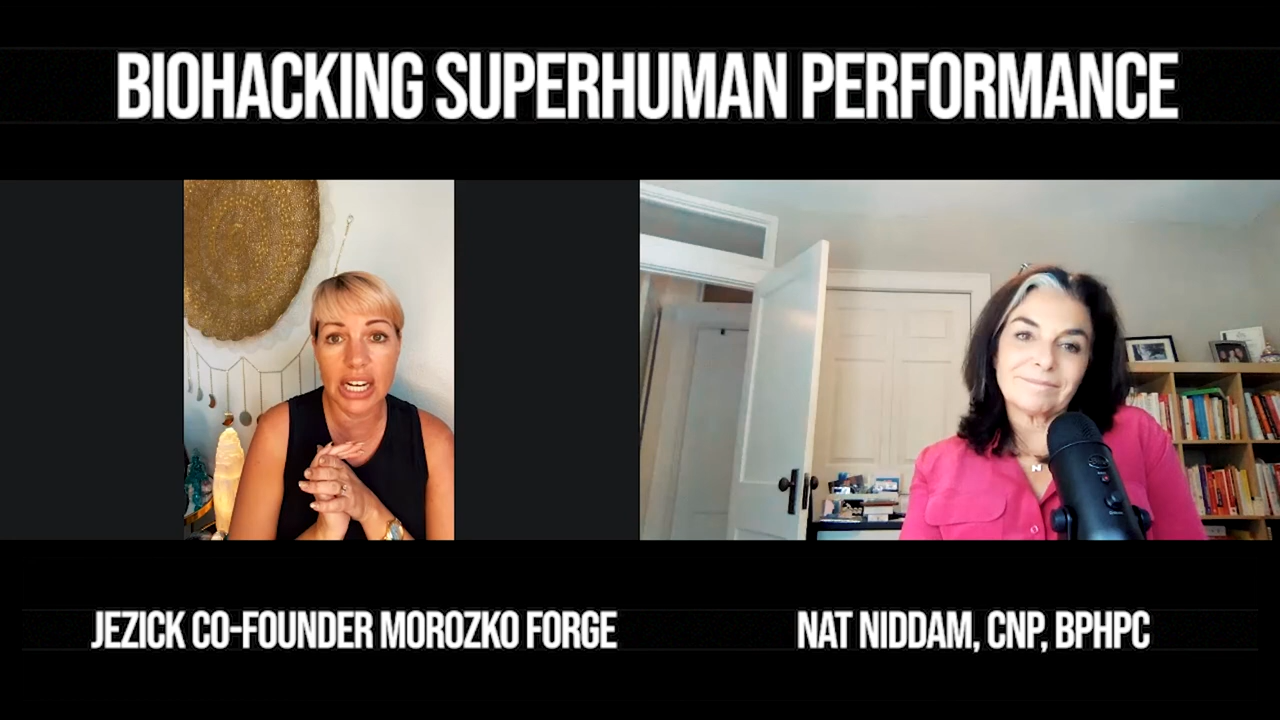 BIOHACKING SUPERHUMAN PERFORMANCE
JEZICK CO-FOUNDER MOROZKO FORGE
NAT NIDDAM, CNP, BPHPC